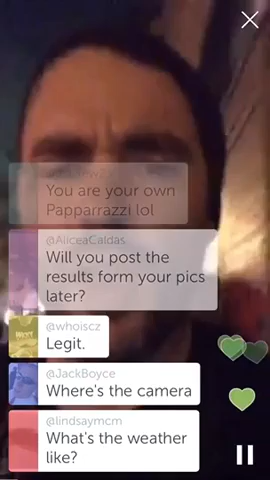 You are your own
Papparrazzi lol
@AliceaCaldas
Will you post the
results form your pics
later?
@whoiscz
Legit.
@JackBoyce
Where's the camera
@lindsaymcm
What's the weather
like?